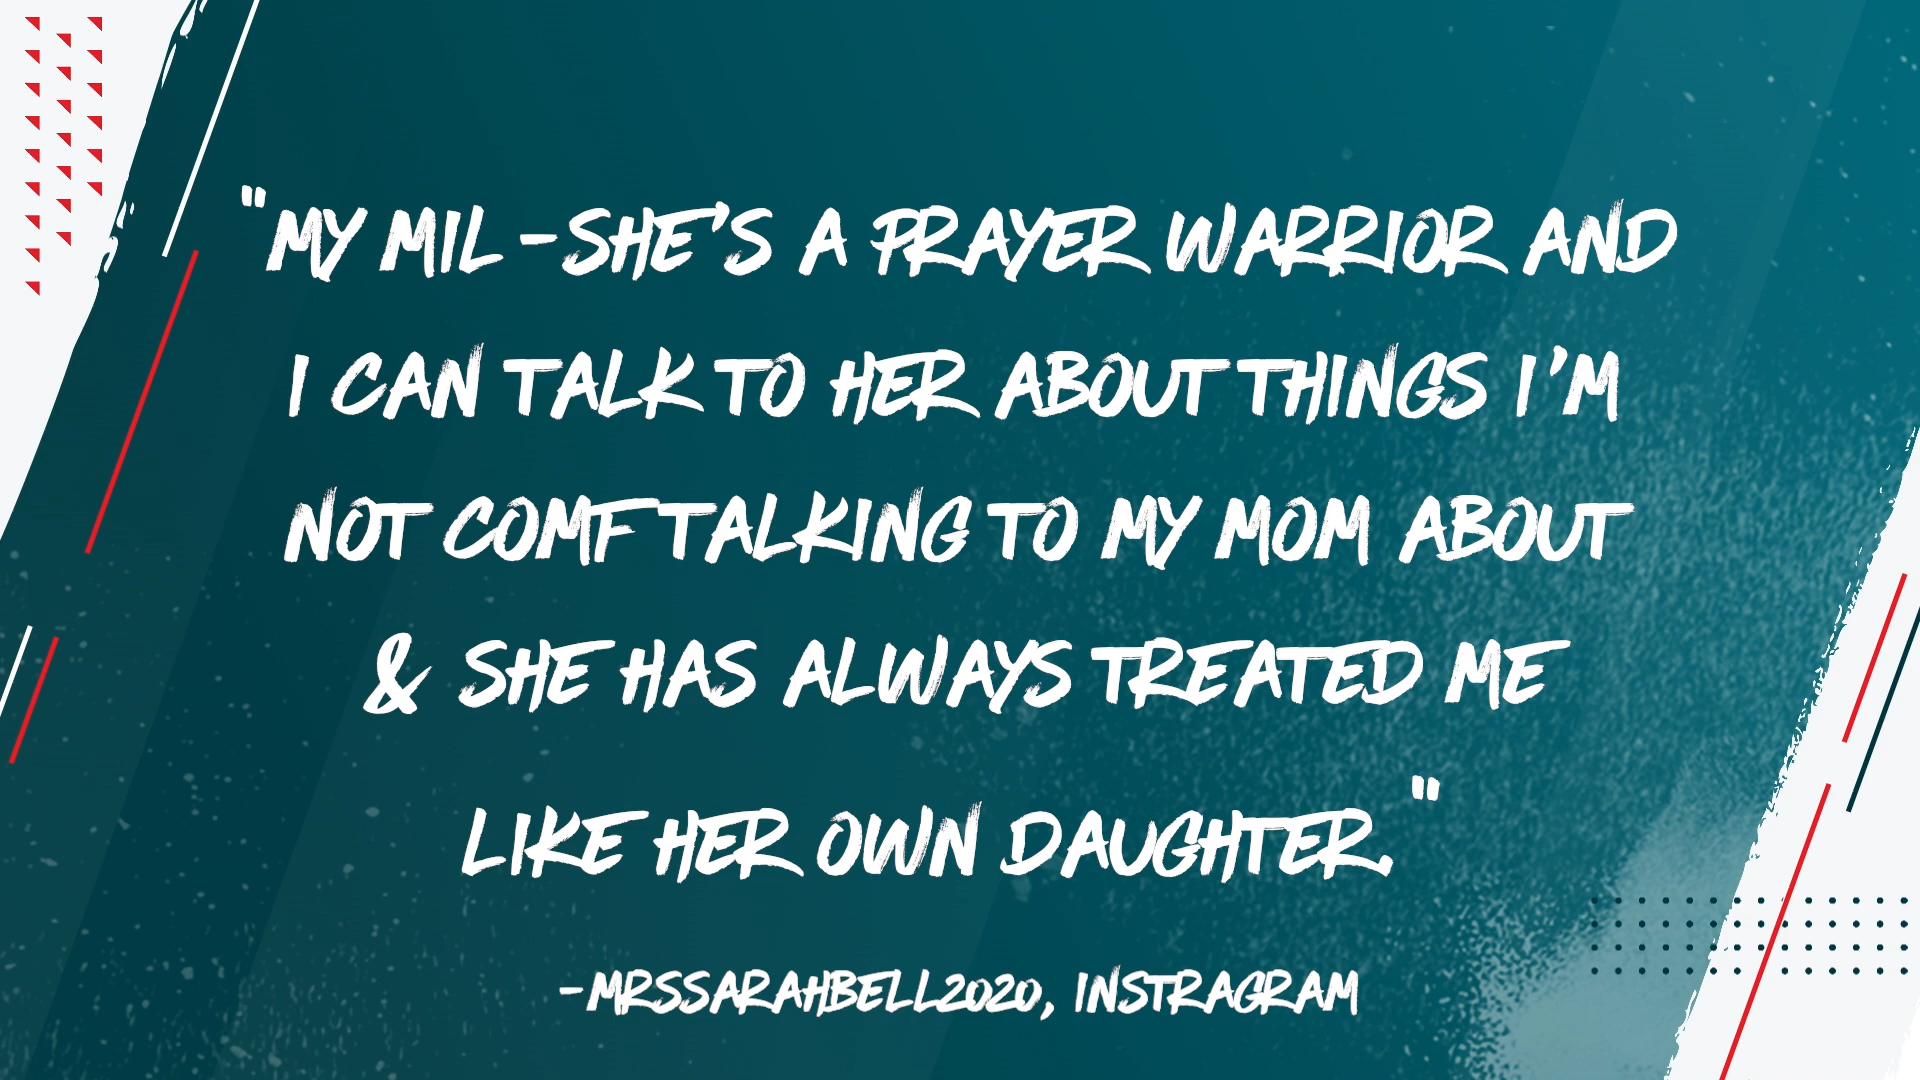 "MY MIL-SHE'S A PRAYER WARRIOR AND
I CAN TALK TO HER ABOUT THINGS I'M
NOT COMF TALKING TO MY MOM ABOUT
& SHE HAS ALWAYS TREATED ME
LIKE HER OWN DAUGHTER."
-MRSSARAHBELL2020, INSTRAGRAM